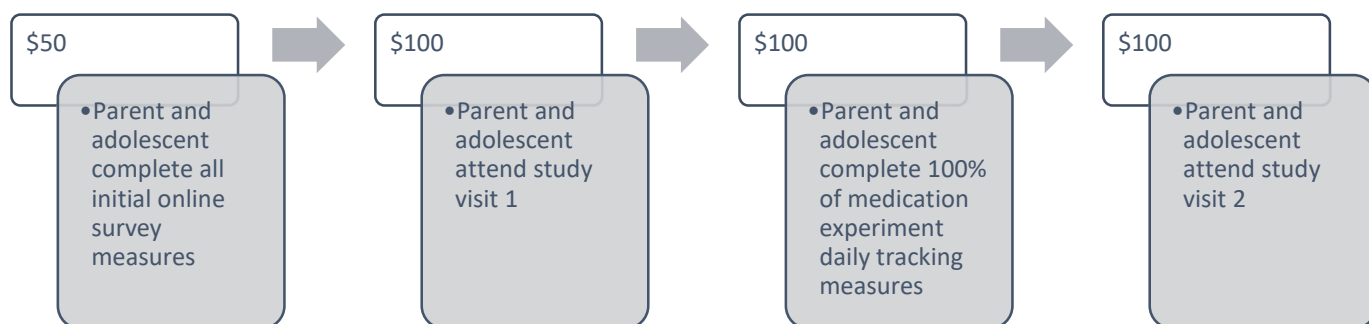 $50
•Parent and
adolescent
complete all
initial online
survey
measures
$100
•Parent and
adolescent
attend study
visit 1
$100
•Parent and
adolescent
complete 100%
of medication
experiment
daily tracking
measures
$100
•Parent and
adolescent
attend study
visit 2